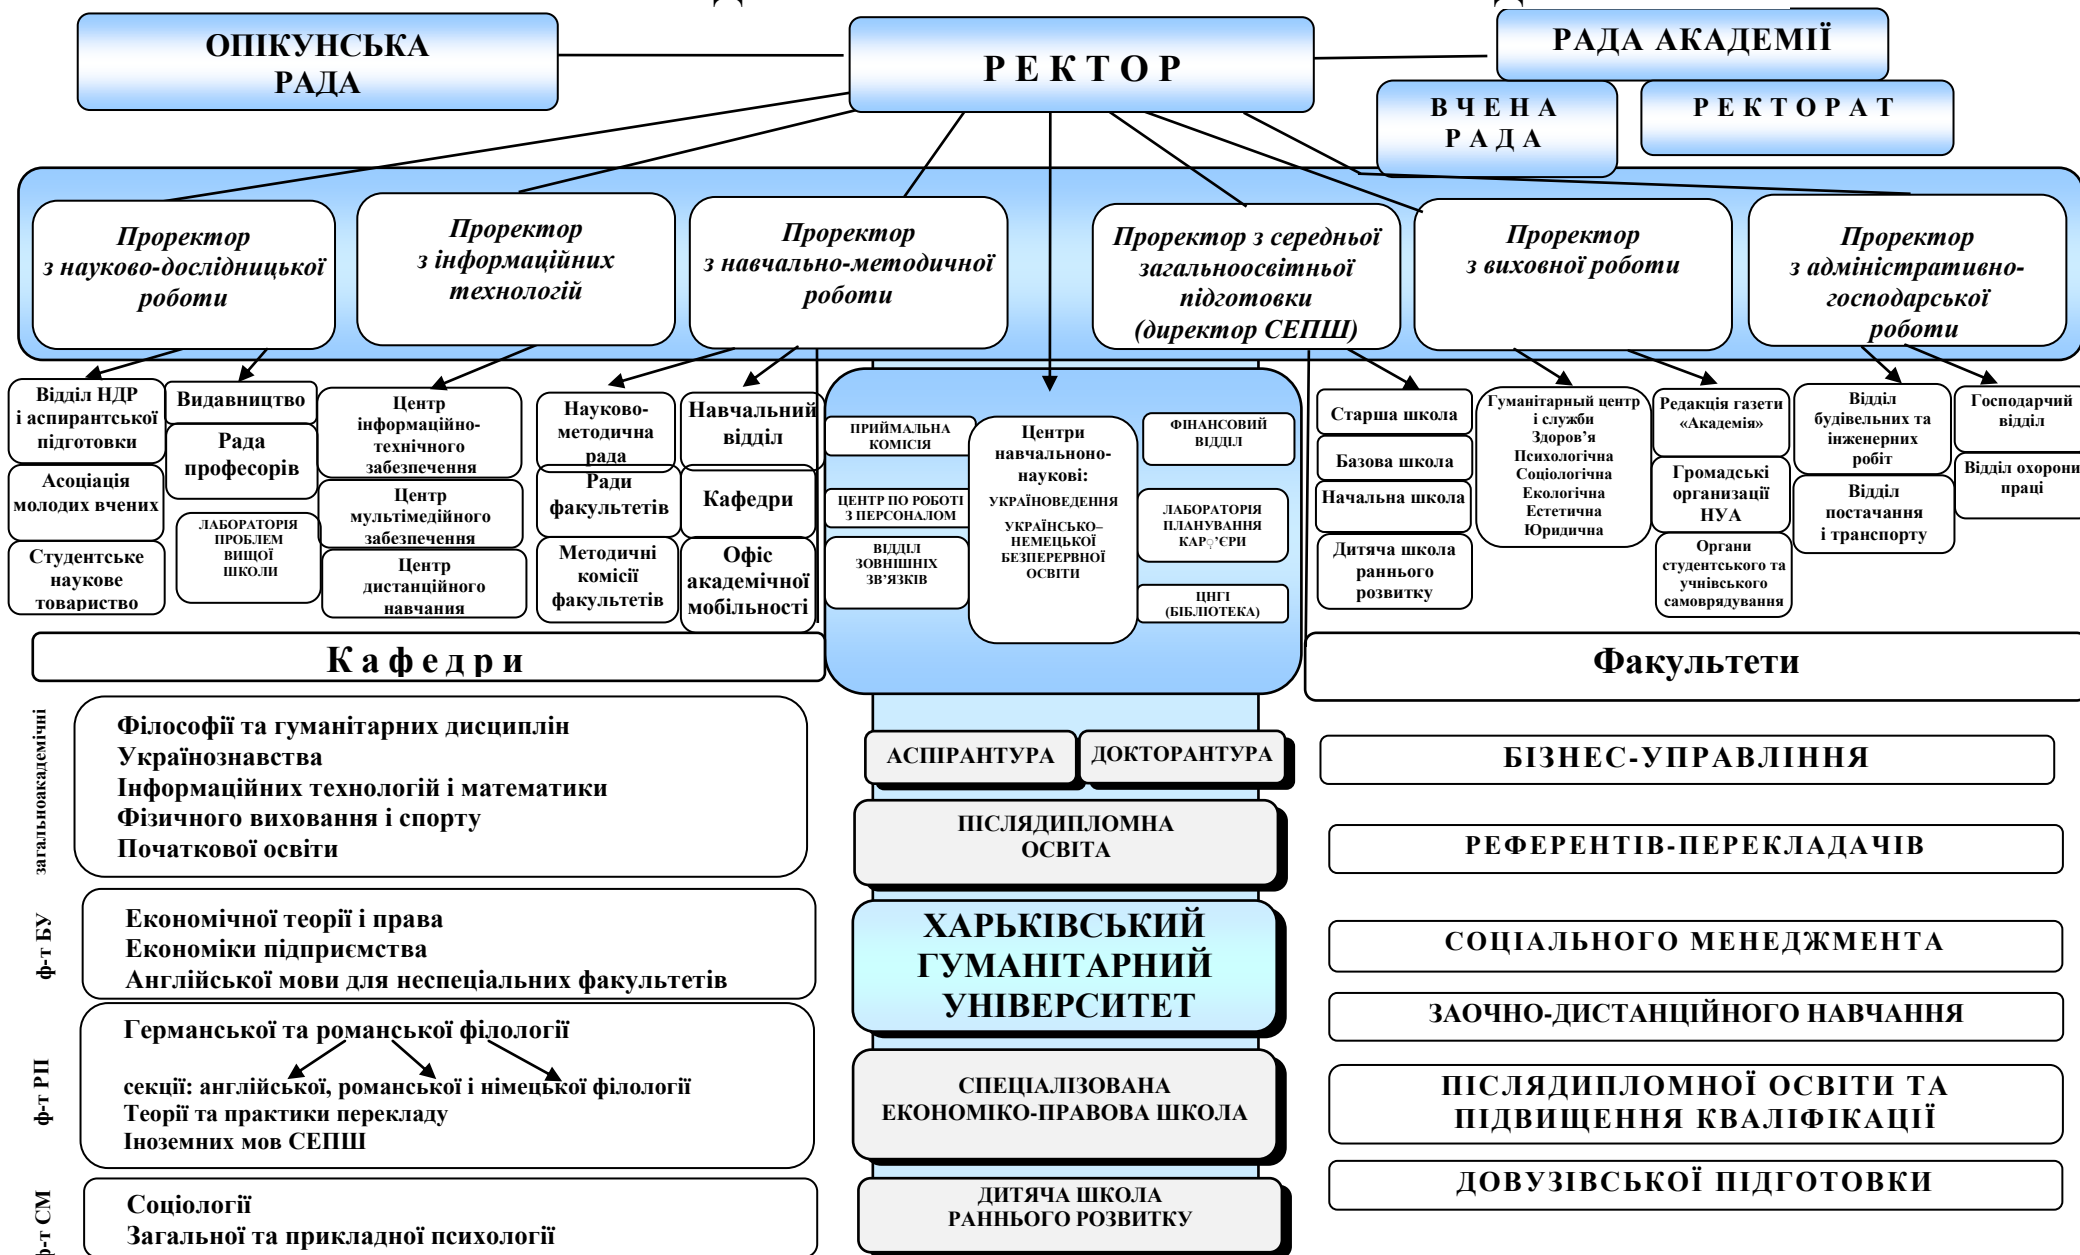 ОПІКУНСЬКА
РАДА
Р Е К Т О Р
РАДА АКАДЕМІЇ
В Ч Е Н А
Р А Д А
Р Е К Т О Р А Т
Проректор
з науково-дослідницької
роботи
Проректор
з інформаційних
технологій
Проректор
з навчально-методичної
роботи
Проректор з середньої
загальноосвітньої
підготовки
(директор СЕПШ)
Проректор
з виховної роботи
Проректор
з адміністративно-
господарської
роботи
Відділ НДР
і аспирантської
підготовки
Асоціація
молодих вчених
Студентське
наукове
товариство
Видавництво
Рада
професорів
ЛАБОРАТОРІЯ
ПРОБЛЕМ
ВИЩОЇ
ШКОЛИ
Центр
інформаційно-
технічного
забезпечення
Центр
мультимедійного
забезпечення
Центр
дистанційного
навчания
Науково-
методична
рада
Ради
факультетів
Методичні
комісії
факультетів
Навчальний
відділ
Кафедри
Офіс
академічної
мобільності
ПРИЙМАЛЬНА
КОМІСІЯ
ЦЕНТР ПО РОБОТІ
З ПЕРСОНАЛОМ
ВІДДІЛ
ЗОВНІШНІХ
ЗВ’ЯЗКІВ
Центри
навчальноно-
наукові:
УКРАЇНОВЕДЕННЯ
УКРАЇНСЬКО–
НЕМЕЦЬКОЇ
БЕЗПЕРЕРВНОЇ
ОСВІТИ
ФІНАНСОВИЙ
ВІДДІЛ
ЛАБОРАТОРІЯ
ПЛАНУВАННЯ
ЦНГІ
(БІБЛІОТЕКА)
Старша школа
Базова школа
Начальна школа
Дитяча школа
раннього
розвитку
Гуманітарный центр
і служби
Здоров’я
Психологічна
Соціологічна
Екологічна
Естетична
Юридична
Редакція газети
«Академія»
Громадські
организації
НУА
Органи
студентського та
учнівського
самоврядування
Відділ
будівельних та
інженерних
робіт
Відділ
постачання
і транспорту
Господарчий
відділ
Відділ охорони
праці
К а ф е д р и
Факультети
загальноакадемічні
Філософії та гуманітарних дисциплін
Українознавства
Інформаційних технологій і математики
Фізичного виховання і спорту
Початкової освіти
ф-т БУ
Економічної теорії і права
Економіки підприємства
Англійської мови для неспеціальних факультетів
ф-т РП
Германської та романської філології
секції: англійської, романської і німецької філології
Теорії та практики перекладу
Іноземних мов СЕПШ
ф-т СМ
Соціології
Загальної та прикладної психології
АСПІРАНТУРА
ДОКТОРАНТУРА
ПІСЛЯДИПЛОМНА
ОСВІТА
ХАРЬКІВСЬКИЙ
ГУМАНІТАРНИЙ
УНІВЕРСИТЕТ
СПЕЦІАЛІЗОВАНА
ЕКОНОМІКО-ПРАВОВА ШКОЛА
ДИТЯЧА ШКОЛА
РАННЬОГО РОЗВИТКУ
БІЗНЕС-УПРАВЛІННЯ
РЕФЕРЕНТІВ-ПЕРЕКЛАДАЧІВ
СОЦІАЛЬНОГО МЕНЕДЖМЕНТА
ЗАОЧНО-ДИСТАНЦІЙНОГО НАВЧАННЯ
ПІСЛЯДИПЛОМНОЇ ОСВІТИ ТА
ПІДВИЩЕННЯ КВАЛІФІКАЦІЇ
ДОВУЗІВСЬКОЇ ПІДГОТОВКИ